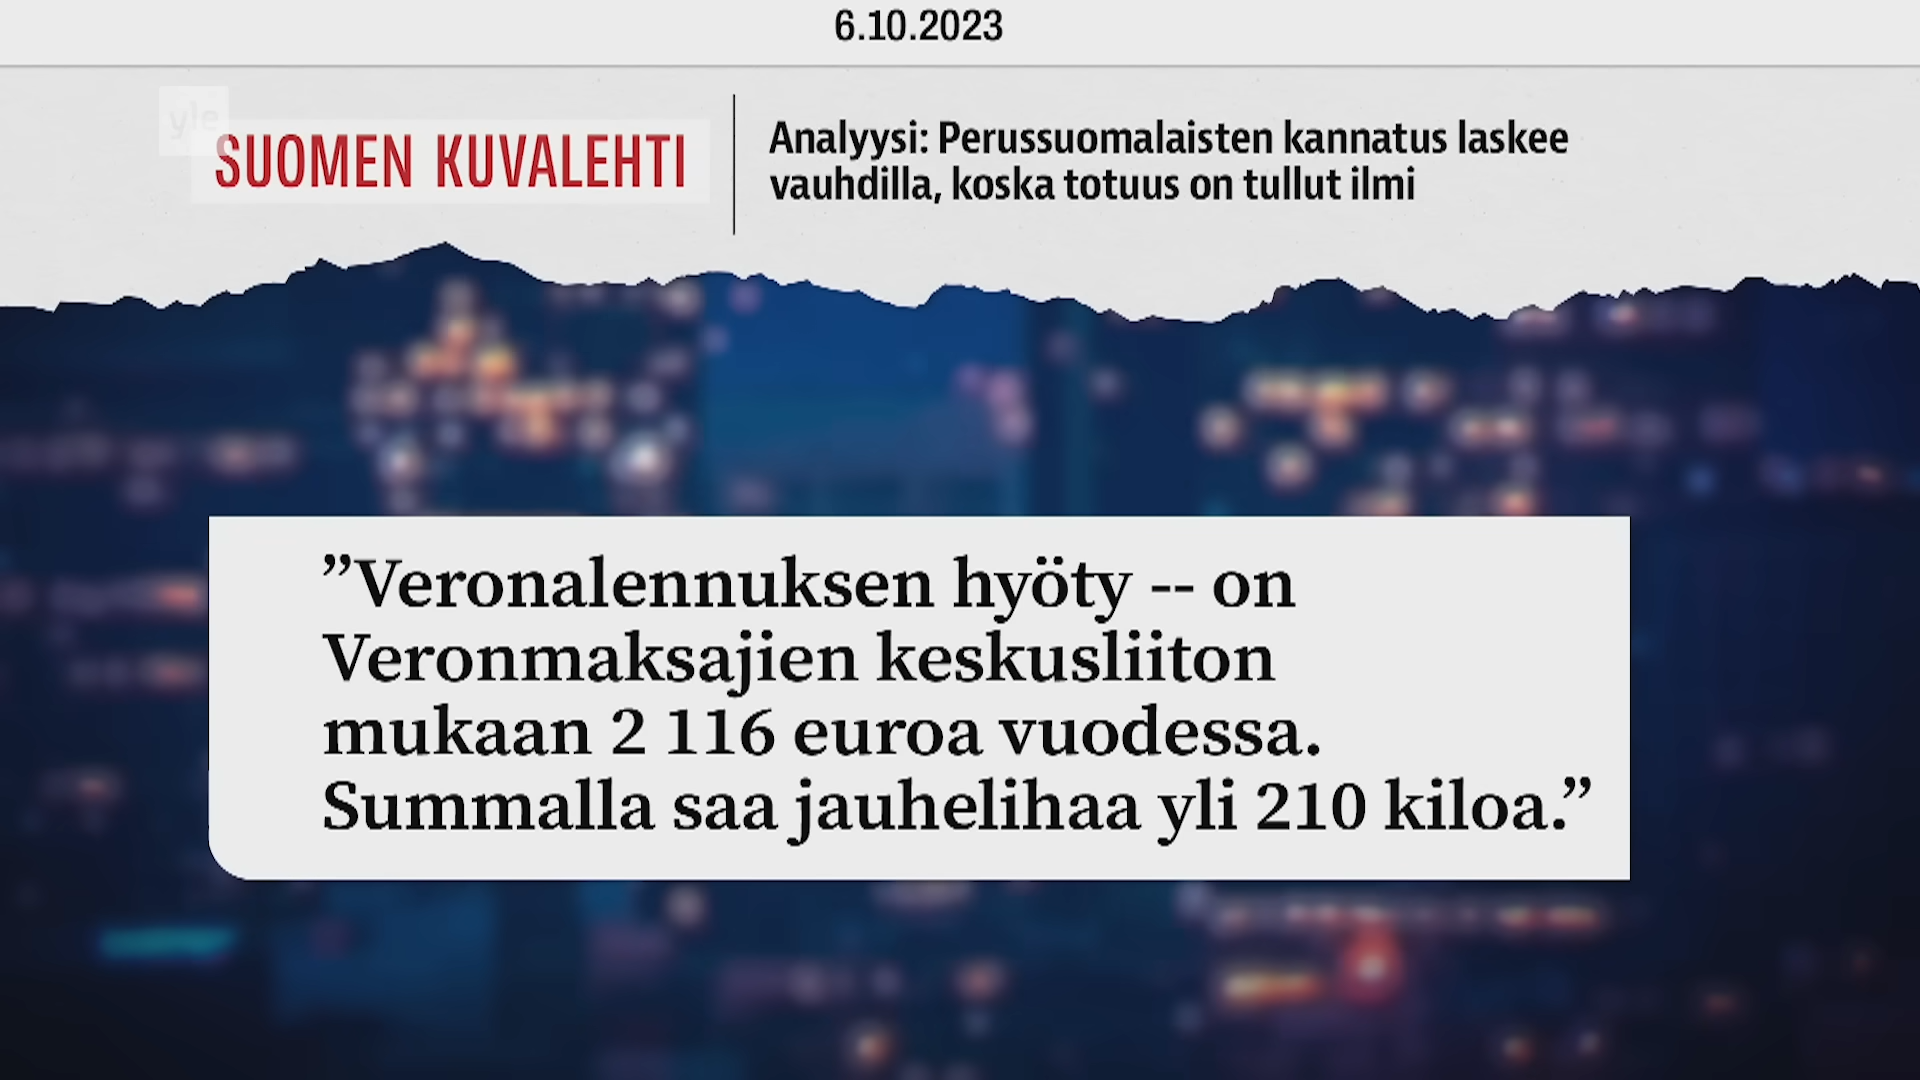 6.10.2023
yle
SUOMEN KUVALEHTI
Analyysi: Perussuomalaisten kannatus laskee
vauhdilla, koska totuus on tullut ilmi
”Veronalennuksen hyöty -- on
Veronmaksajien keskusliiton
mukaan 2 116 euroa vuodessa.
Summalla saa jauhelihaa yli 210 kiloa.”